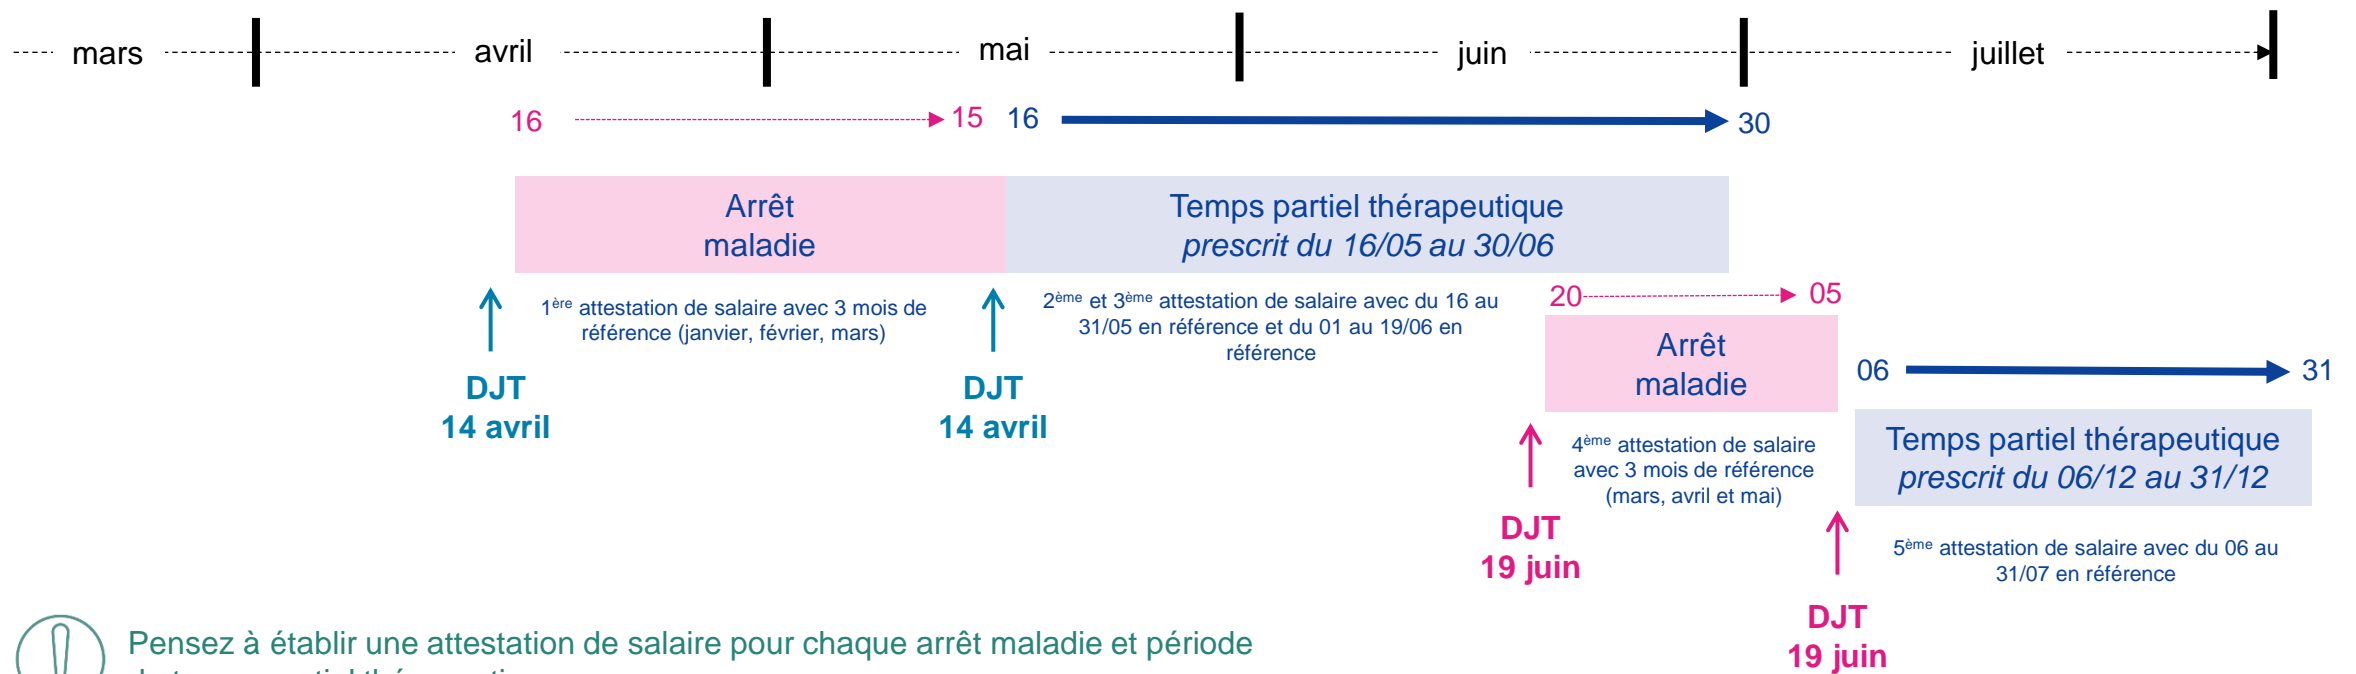 mars
avril
mai
juin
juillet
16
15
16
30
Arrêt
maladie
Temps partiel thérapeutique
prescrit du 16/05 au 30/06
1ère attestation de salaire avec 3 mois de
référence (janvier, février, mars)
2ème et 3ème attestation de salaire avec du 16 au
31/05 en référence et du 01 au 19/06 en
référence
20
05
Arrêt
maladie
06
31
DJT
14 avril
DJT
14 avril
Temps partiel thérapeutique
prescrit du 06/12 au 31/12
4ème attestation de salaire
avec 3 mois de référence
(mars, avril et mai)
DJT
19 juin
5ème attestation de salaire avec du 06 au
31/07 en référence
DJT
19 juin
Pensez à établir une attestation de salaire pour chaque arrêt maladie et période